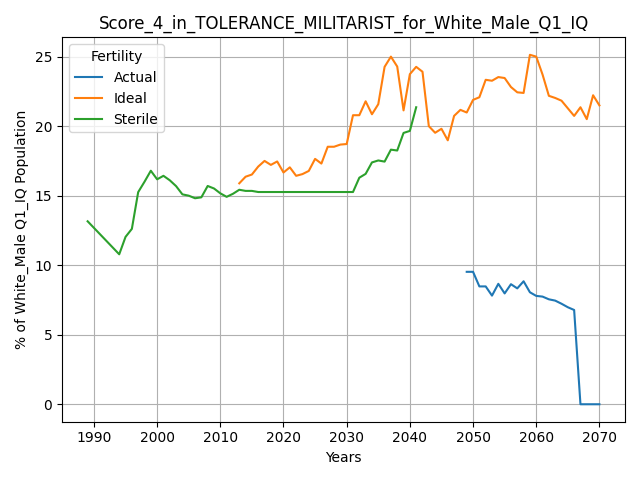 Score_4_in_TOLERANCE_MILITARIST_for_White_Male_Q1_IQ
Fertility
Actual
Ideal
Sterile
% of White_Male Q1_IQ Population
25
20
15
10
5
0
1990 2000 2010 2020 2030 2040 2050 2060 2070
Years